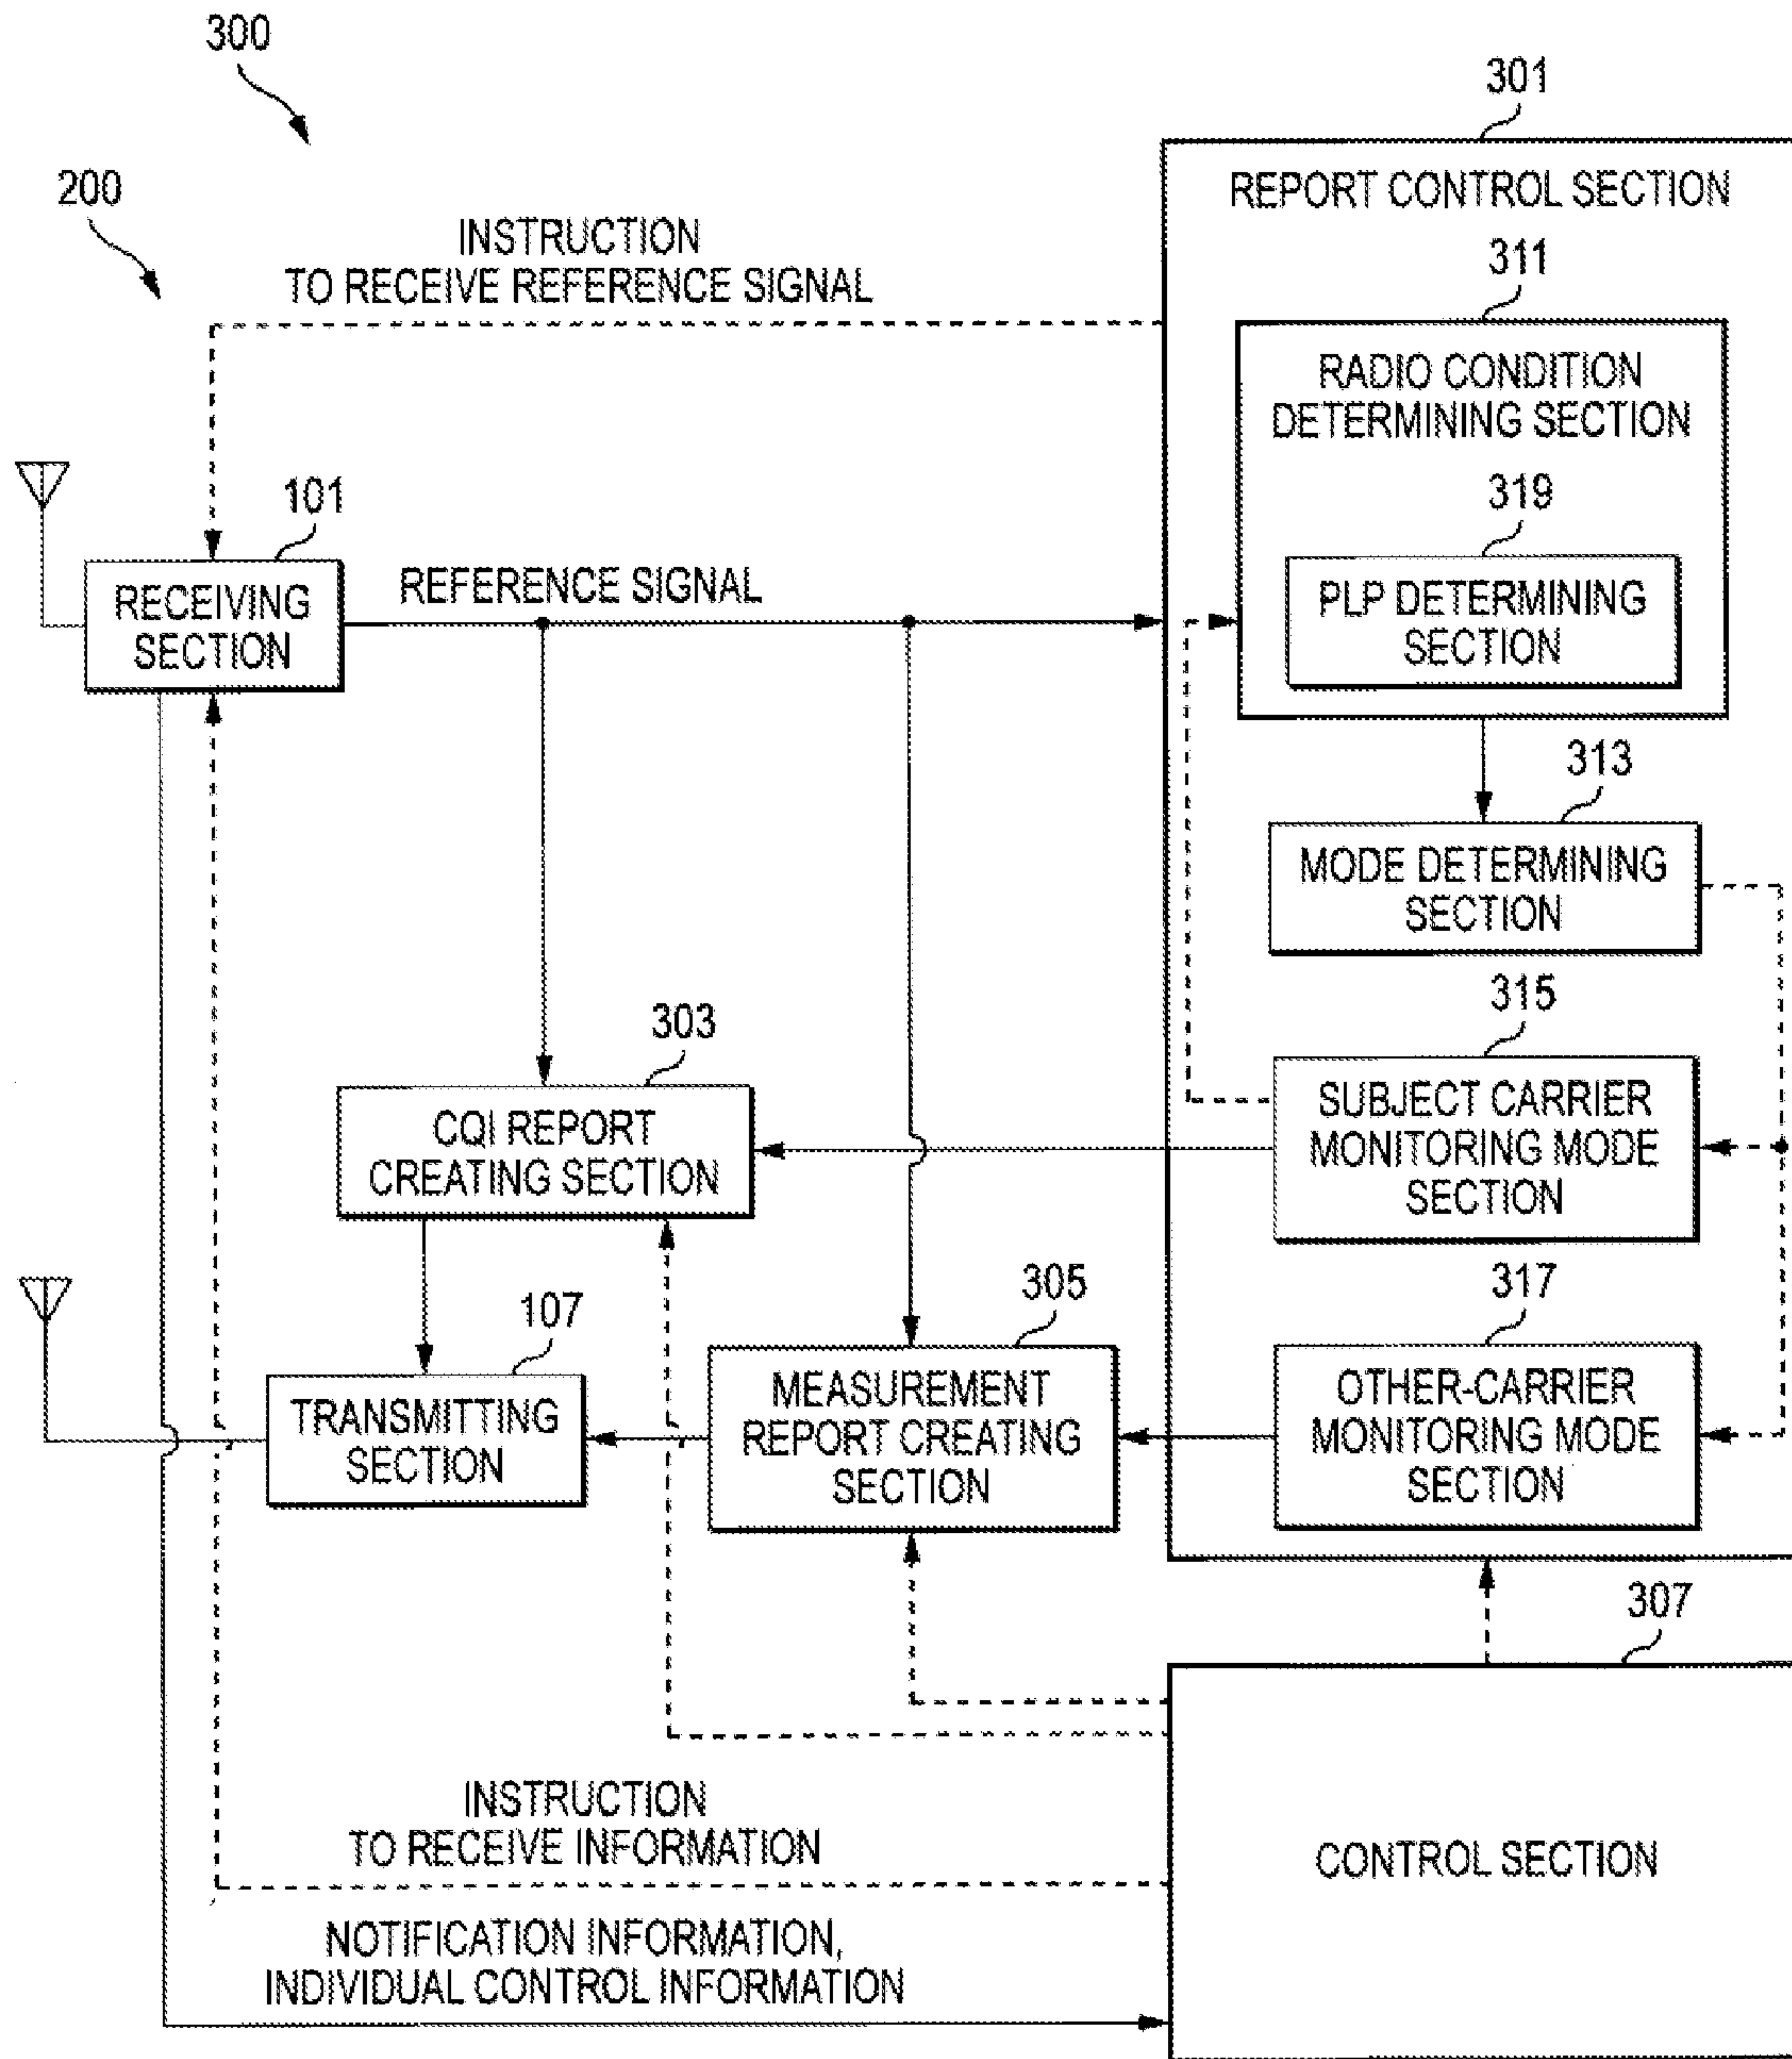 300
301
200
REPORT CONTROL SECTION
INSTRUCTION
TO RECEIVE REFERENCE SIGNAL
311
RADIO CONDITION
DETERMINING SECTION
101
319
RECEIVING
SECTION
REFERENCE SIGNAL
PLP DETERMINING
SECTION
313
MODE DETERMINING
SECTION
303
315
CQI REPORT
CREATING SECTION
SUBJECT CARRIER
MONITORING MODE
SECTION
107
305
317
TRANSMITTING
SECTION
MEASUREMENT
REPORT CREATING
SECTION
OTHER-CARRIER
MONITORING MODE
SECTION
307
INSTRUCTION
TO RECEIVE INFORMATION
CONTROL SECTION
NOTIFICATION INFORMATION,
INDIVIDUAL CONTROL INFORMATION